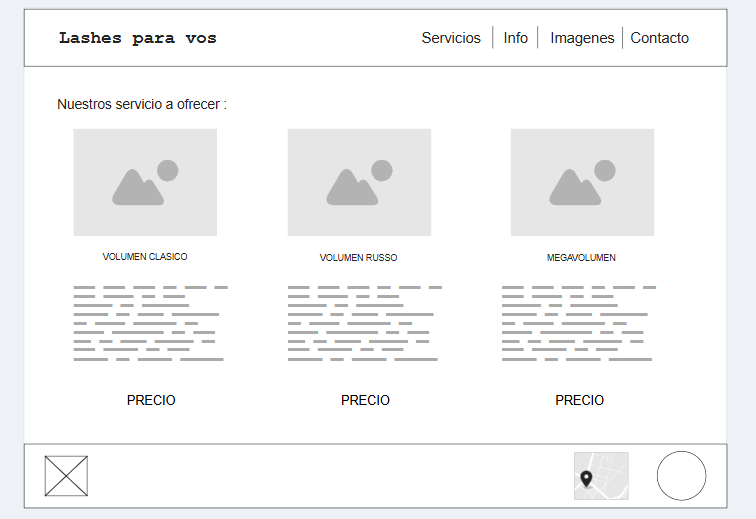 Lashes para vos
Servicios Info Imagenes Contacto
Nuestros servicio a ofrecer :
VOLUMEN CLASICO
VOLUMEN RUSSO
MEGAVOLUMEN
PRECIO
PRECIO
PRECIO